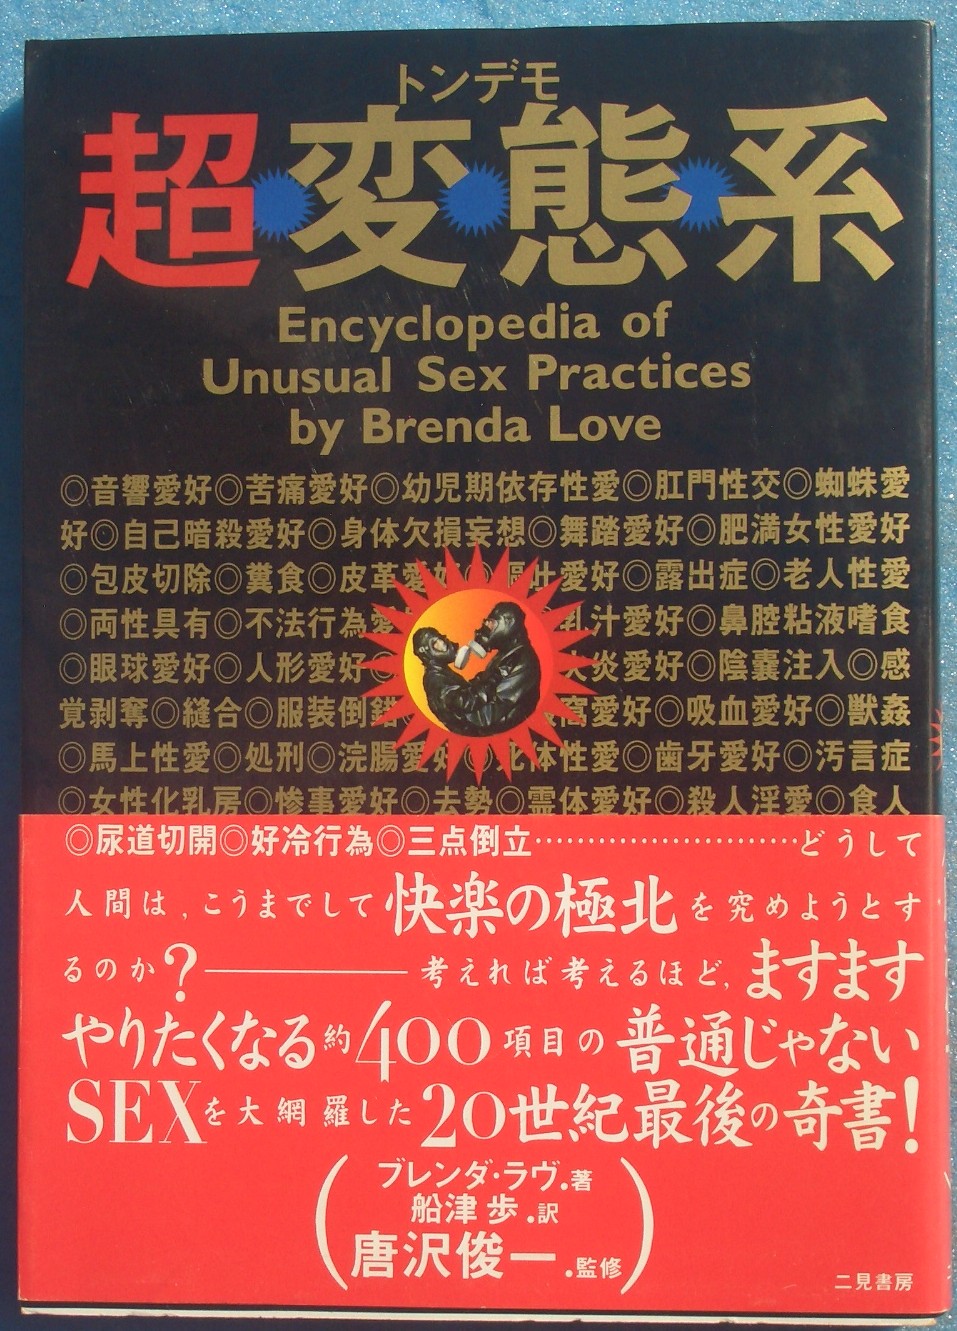 トンデモ
超変態系
Encyclopedia of
Unusual Sex Practices
by Brenda Love
◎音響愛好◎苦痛愛好◎幼児期依存性愛◎肛門性交◎蜘蛛愛
好◎自己暗殺愛好◎身体欠損妄想◎舞踏愛好◎肥満女性愛好
◎包皮切除◎糞食◎皮革愛好 吐愛好◎露出症◎老人性愛
◎両性具有◎不法行為愛 乳汁愛好◎鼻腔粘液嗜食
◎眼球愛好◎人形愛好◎ 火炎愛好◎陰嚢注入◎感
覚剥奪◎縫合◎服装倒錯 愛好◎吸血愛好◎獣姦
◎馬上性愛◎処刑◎浣腸愛好◎ 体性愛◎歯牙愛好◎汚言症
◎女性化乳房◎惨事愛好◎去勢◎霊体愛好◎殺人淫愛◎食人
◎尿道切開◎好冷行為◎三点倒立………………………どうして
人間は,こうまでして快楽の極北を究めようとす
るのか?————考えれば考えるほど,ますます
やりたくなる約400項目の普通じゃない
SEXを大網羅した20世紀最後の奇書!
(ブレンダ・ラヴ.著
船津 歩.訳
唐沢俊一.監修)
二見書房